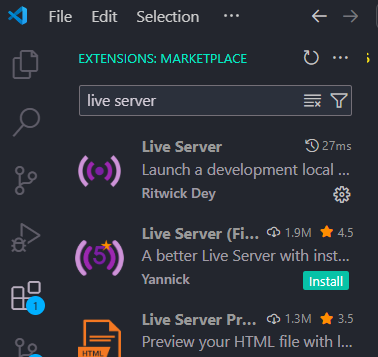 File Edit Selection ...
EXTENSIONS: MARKETPLACE ...
live server
Live Server 27ms
Launch a development local ...
Ritwick Dey
Live Server (Fi... 1.9M 4.5
5
A better Live Server with inst...
Yannick Install
1
Live Server Pr... 1.3M 3.5
HTML
Preview your HTML file with l...